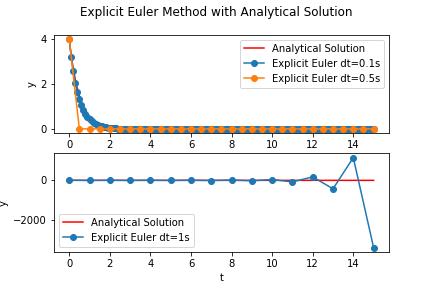 Explicit Euler Method with Analytical Solution
4
2
0
y
Analytical Solution
Explicit Euler dt=0.1s
Explicit Euler dt=0.5s
0 2 4 6 8 10 12 14
0
−2000
y
Analytical Solution
Explicit Euler dt=1s
0 2 4 6 8 10 12 14
t